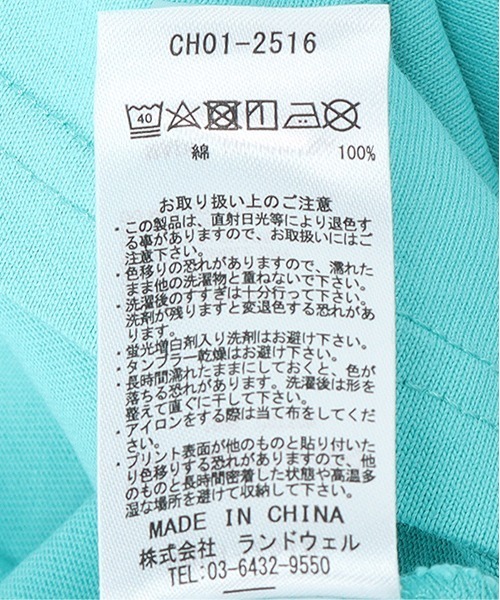 CH01-2516
40
綿 100%
お取り扱い上のご注意
・この製品は、直射日光等により退色す
る事がありますので、お取扱いにはご
注意下さい。
・色移りの恐れがありますので、濡れた
まま他の洗濯物と重ねないで下さい。
・洗濯後のすすぎは十分行って下さい。
洗剤が残りますと変退色する恐れがあ
ります。
・蛍光増白剤入り洗剤はお避け下さい。
・タンブラー乾燥はお避け下さい。
・長時間濡れたままにしておくと、色が
落ちる恐れがあります。洗濯後は形を
整えて直ぐに干して下さい。
・アイロンをする際は当て布をしてくだ
さい。
・プリント表面が他のものと貼り付いた
り色移りする恐れがありますので、他
のものと長時間密着した状態や高温多
湿な場所を避けて収納して下さい。
MADE IN CHINA
株式会社 ランドウェル
TEL:03-6432-9550